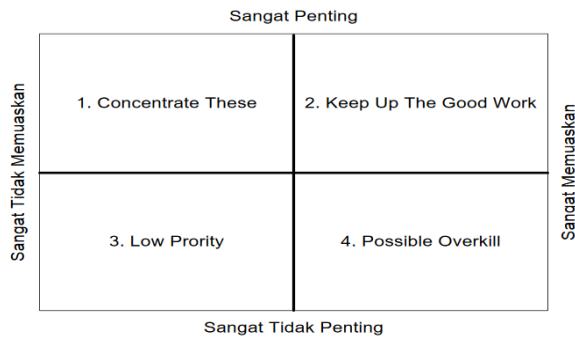 Sangat Penting
Sangat Tidak Memuaskan
1. Concentrate These
2. Keep Up The Good Work
Sangat Memuaskan
3. Low Prority
4. Possible Overkill
Sangat Tidak Penting